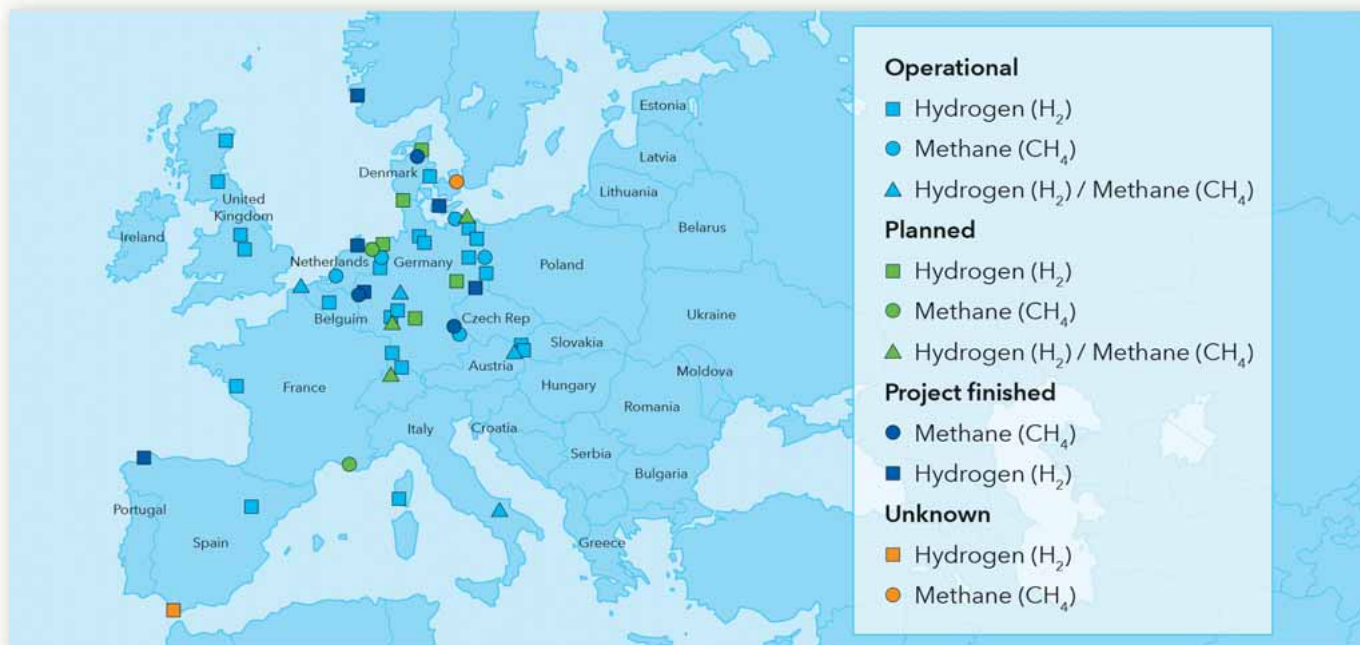 Estonia
Latvia
Denmark
Lithuania
United
Kingdom
Belarus
Ireland
Netherlands
Germany
Poland
Belguim
Czech Rep
Ukraine
Slovakia
Austria
Moldova
France
Hungary
Romania
Italy
Croatia
Serbia
Bulgaria
Portugal
Spain
Greece
Operational
Hydrogen (H₂)
Methane (CH₄)
Hydrogen (H₂) / Methane (CH₄)
Planned
Hydrogen (H₂)
Methane (CH₄)
Hydrogen (H₂) / Methane (CH₄)
Project finished
Methane (CH₄)
Hydrogen (H₂)
Unknown
Hydrogen (H₂)
Methane (CH₄)